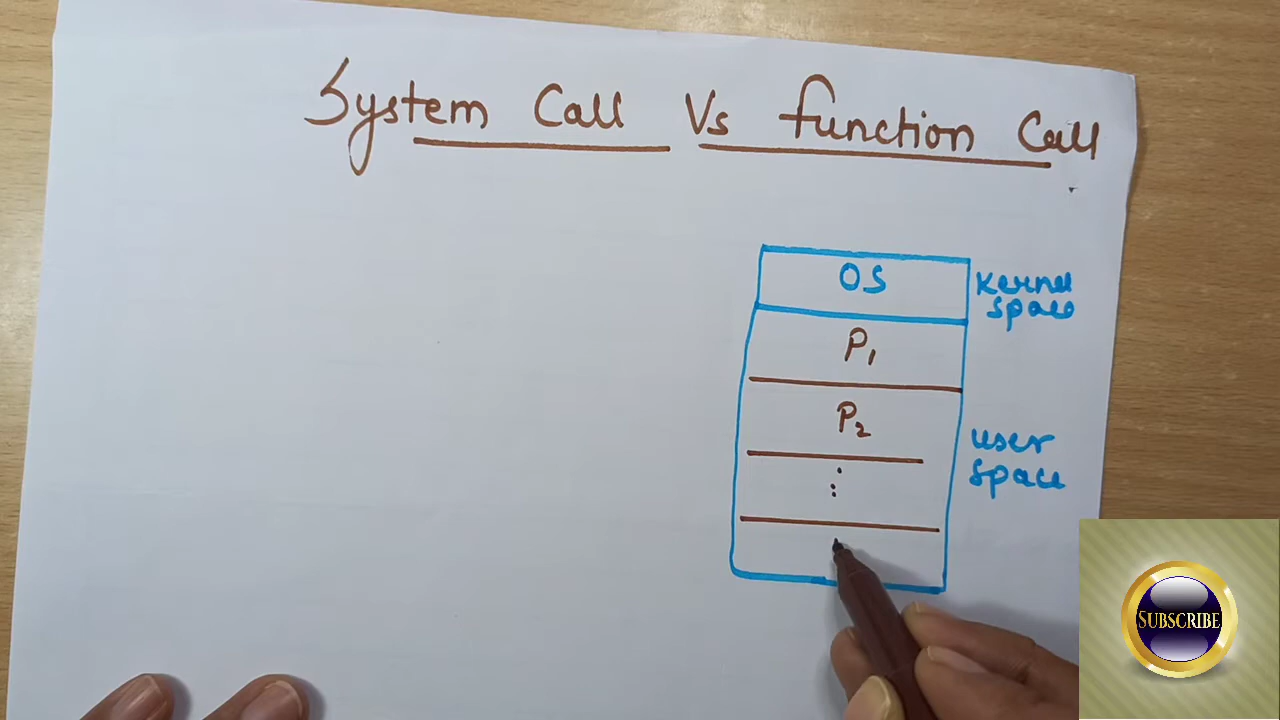 System Call Vs function Call
OS
Kernel
space
P1
P2
user
space
SUBSCRIBE